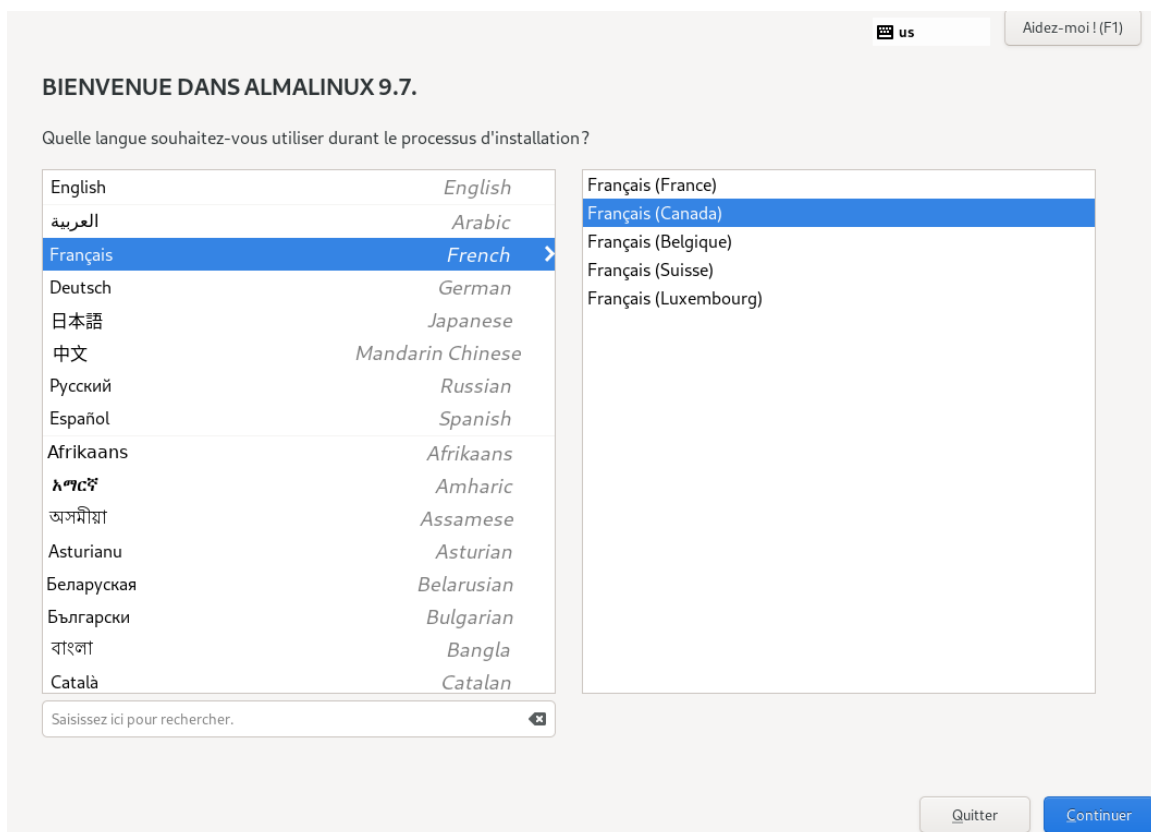 us
Aidez-moi ! (F1)
BIENVENUE DANS ALMALINUX 9.7.
Quelle langue souhaitez-vous utiliser durant le processus d'installation ?
English English
العربية Arabic
Français French
Deutsch German
日本語 Japanese
中文 Mandarin Chinese
Русский Russian
Español Spanish
Afrikaans Afrikaans
አማርኛ Amharic
অসমীয়া Assamese
Asturianu Asturian
Беларуская Belarusian
Български Bulgarian
বাংলা Bangla
Català Catalan
Saisissez ici pour rechercher.
Français (France)
Français (Canada)
Français (Belgique)
Français (Suisse)
Français (Luxembourg)
Quitter
Continuer